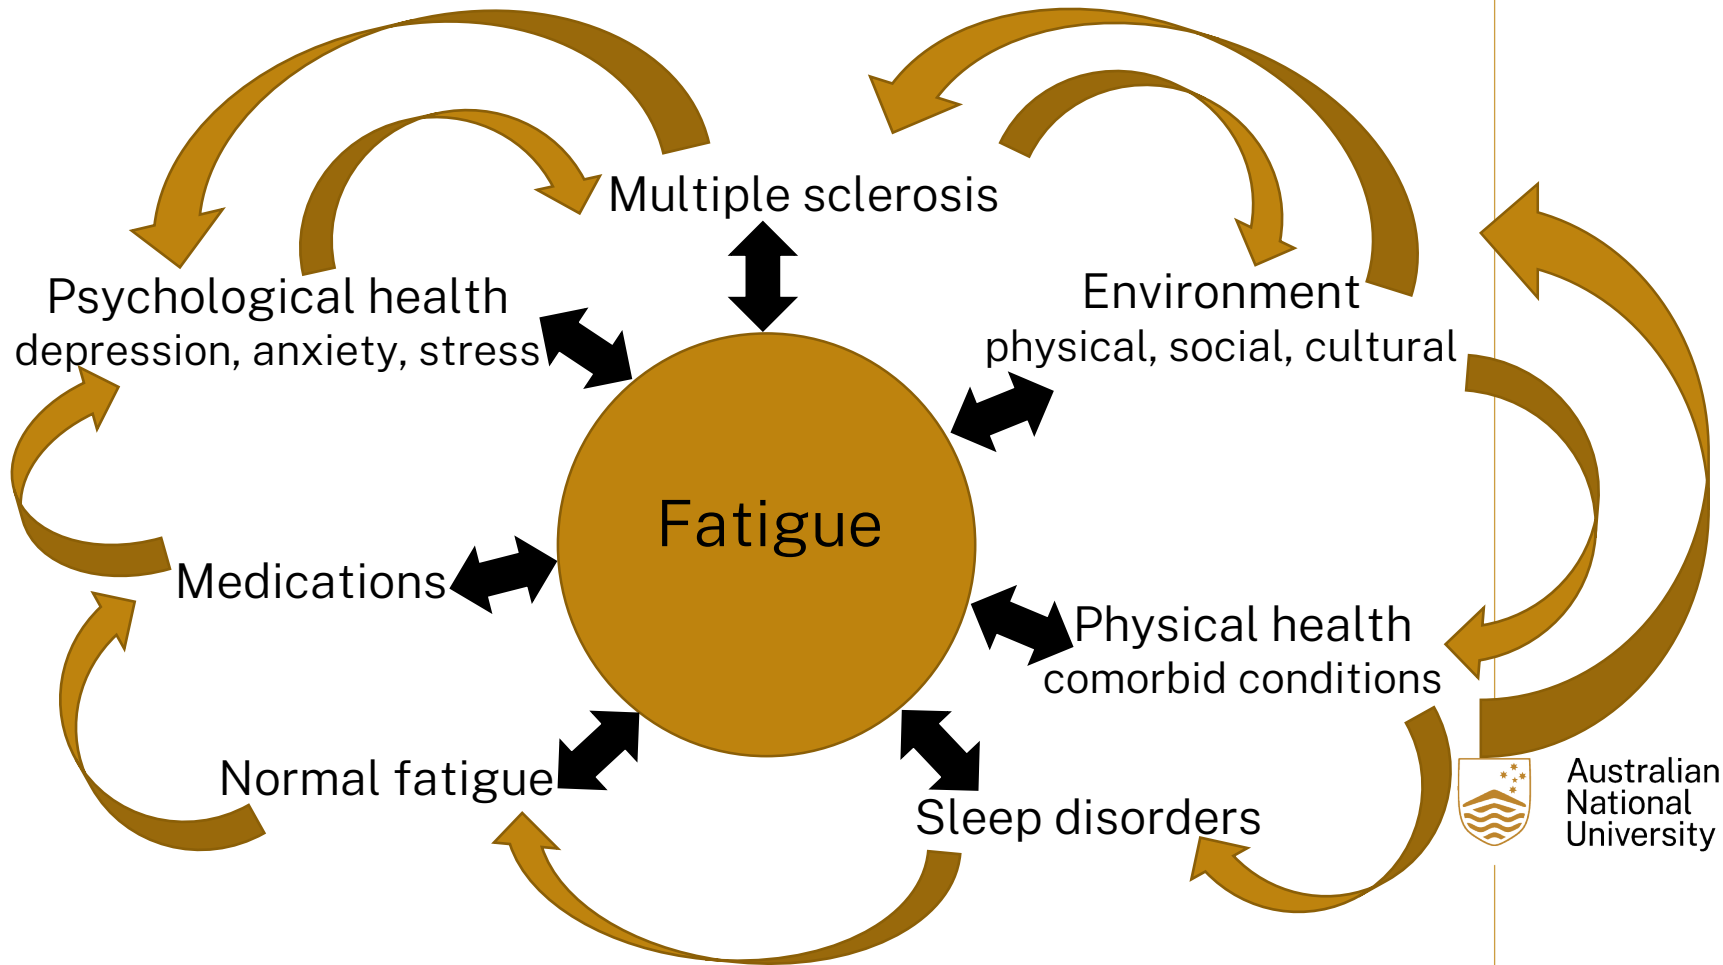 Multiple sclerosis
Psychological health
depression, anxiety, stress
Environment
physical, social, cultural
Fatigue
Medications
Physical health
comorbid conditions
Normal fatigue
Sleep disorders
Australian
National
University